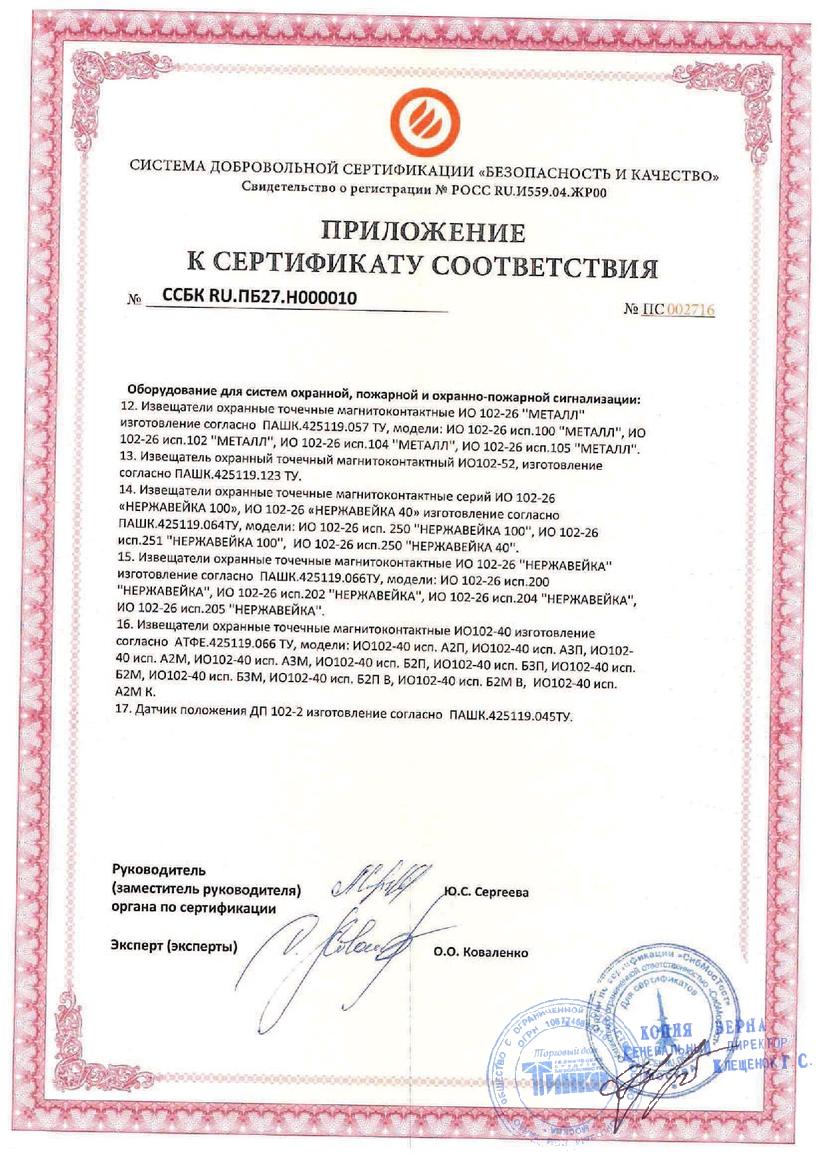 СИСТЕМА ДОБРОВОЛЬНОЙ СЕРТИФИКАЦИИ «БЕЗОПАСНОСТЬ И КАЧЕСТВО»
Свидетельство о регистрации № РОСС RU.И559.04.ЖР00
ПРИЛОЖЕНИЕ
К СЕРТИФИКАТУ СООТВЕТСТВИЯ
№ ССБК RU.ПБ27.Н000010
№ ПС 002716
Оборудование для систем охранной, пожарной и охранно-пожарной сигнализации:
12. Извещатели охранные точечные магнитоконтактные ИО 102-26 "МЕТАЛЛ"
изготовление согласно ПАШК.425119.057 ТУ, модели: ИО 102-26 исп.100 "МЕТАЛЛ", ИО
102-26 исп.102 "МЕТАЛЛ", ИО 102-26 исп.104 "МЕТАЛЛ", ИО 102-26 исп.105 "МЕТАЛЛ".
13. Извещатель охранный точечный магнитоконтактный ИО102-52, изготовление
согласно ПАШК.425119.123 ТУ.
14. Извещатели охранные точечные магнитоконтактные серий ИО 102-26
«НЕРЖАВЕЙКА 100», ИО 102-26 «НЕРЖАВЕЙКА 40» изготовление согласно
ПАШК.425119.064ТУ, модели: ИО 102-26 исп. 250 "НЕРЖАВЕЙКА 100", ИО 102-26
исп.251 "НЕРЖАВЕЙКА 100", ИО 102-26 исп.250 "НЕРЖАВЕЙКА 40".
15. Извещатели охранные точечные магнитоконтактные ИО 102-26 "НЕРЖАВЕЙКА"
изготовление согласно ПАШК.425119.066ТУ, модели: ИО 102-26 исп.200
"НЕРЖАВЕЙКА", ИО 102-26 исп.202 "НЕРЖАВЕЙКА", ИО 102-26 исп.204 "НЕРЖАВЕЙКА",
ИО 102-26 исп.205 "НЕРЖАВЕЙКА".
16. Извещатели охранные точечные магнитоконтактные ИО102-40 изготовление
согласно АТФЕ.425119.066 ТУ, модели: ИО102-40 исп. А2П, ИО102-40 исп. А3П, ИО102-
40 исп. А2М, ИО102-40 исп. А3М, ИО102-40 исп. Б2П, ИО102-40 исп. Б3П, ИО102-40 исп.
Б2М, ИО102-40 исп. Б3М, ИО102-40 исп. Б2П В, ИО102-40 исп. Б2М В, ИО102-40 исп.
А2М К.
17. Датчик положения ДП 102-2 изготовление согласно ПАШК.425119.045ТУ.
Руководитель
(заместитель руководителя)
органа по сертификации
Ю.С. Сергеева
Эксперт (эксперты)
О.О. Коваленко
«СибМосТест»
Для сертификатов
ОБЩЕСТВО С ОГРАНИЧЕННОЙ
ОГРН
Торговый дом
МОСКВА
КОПИЯ ВЕРНА
ГЕНЕРАЛЬНЫЙ ДИРЕКТОР
КЛЕЩЕНОК Г.С.